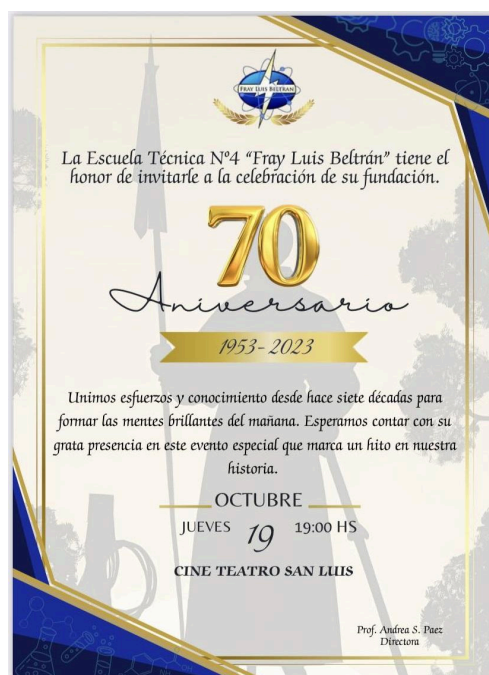 FRAY LUIS BELTRAN
La Escuela Técnica Nº4 “Fray Luis Beltrán” tiene el
honor de invitarle a la celebración de su fundación.
70
Aniversario
1953- 2023
Unimos esfuerzos y conocimiento desde hace siete décadas para
formar las mentes brillantes del mañana. Esperamos contar con su
grata presencia en este evento especial que marca un hito en nuestra
historia.
OCTUBRE
JUEVES 19 19:00 HS
CINE TEATRO SAN LUIS
Prof. Andrea S. Paez
Directora